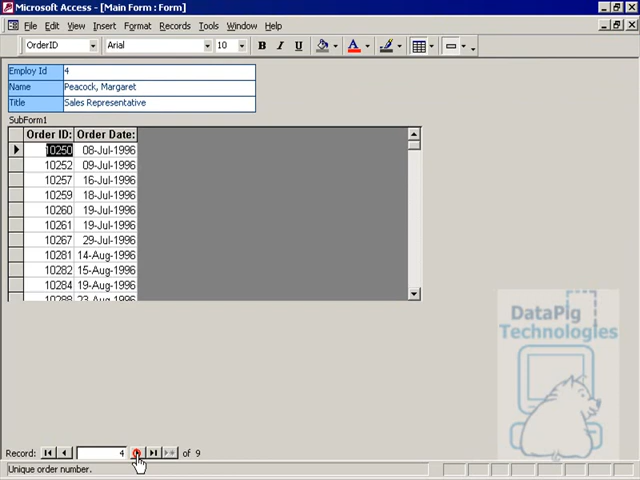 Microsoft Access - [Main Form : Form]
File Edit View Insert Format Records Tools Window Help
OrderID Arial 10 B I U A
Employ Id 4
Name Peacock, Margaret
Title Sales Representative
SubForm1
Order ID: Order Date:
10250 08-Jul-1996
10252 09-Jul-1996
10257 16-Jul-1996
10259 18-Jul-1996
10260 19-Jul-1996
10261 19-Jul-1996
10267 29-Jul-1996
10281 14-Aug-1996
10282 15-Aug-1996
10284 19-Aug-1996
10288 23-Aug-1996
DataPig
Technologies
Record: 4 of 9
Unique order number.